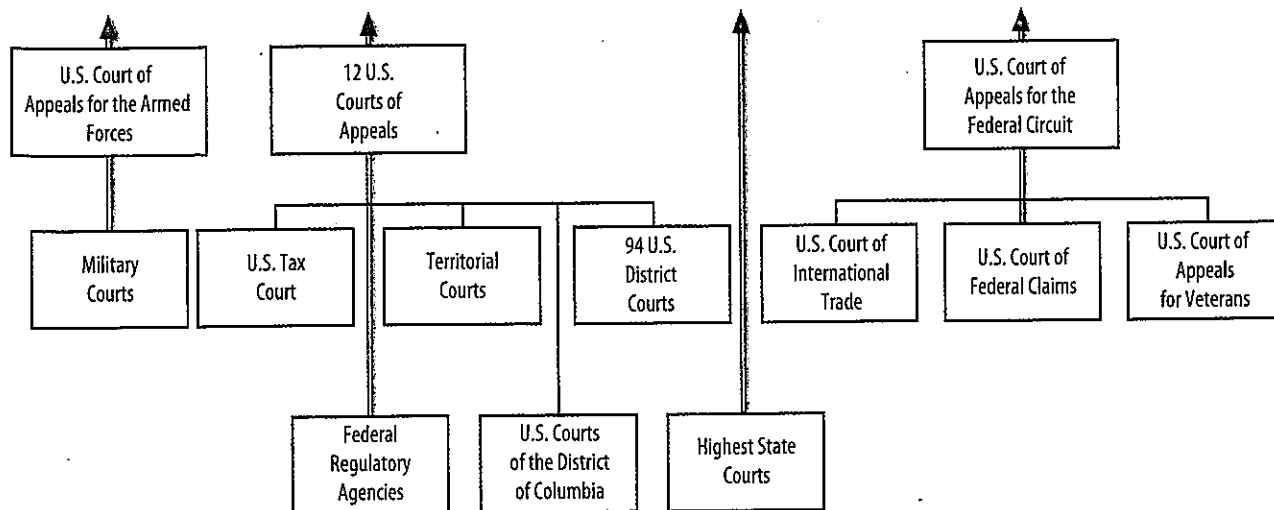 U.S. Court of
Appeals for the Armed
Forces
12 U.S.
Courts of
Appeals
U.S. Court of
Appeals for the
Federal Circuit
Military
Courts
U.S. Tax
Court
Territorial
Courts
94 U.S.
District
Courts
U.S. Court of
International
Trade
U.S. Court of
Federal Claims
U.S. Court of
Appeals
for Veterans
Federal
Regulatory
Agencies
U.S. Courts
of the District
of Columbia
Highest State
Courts